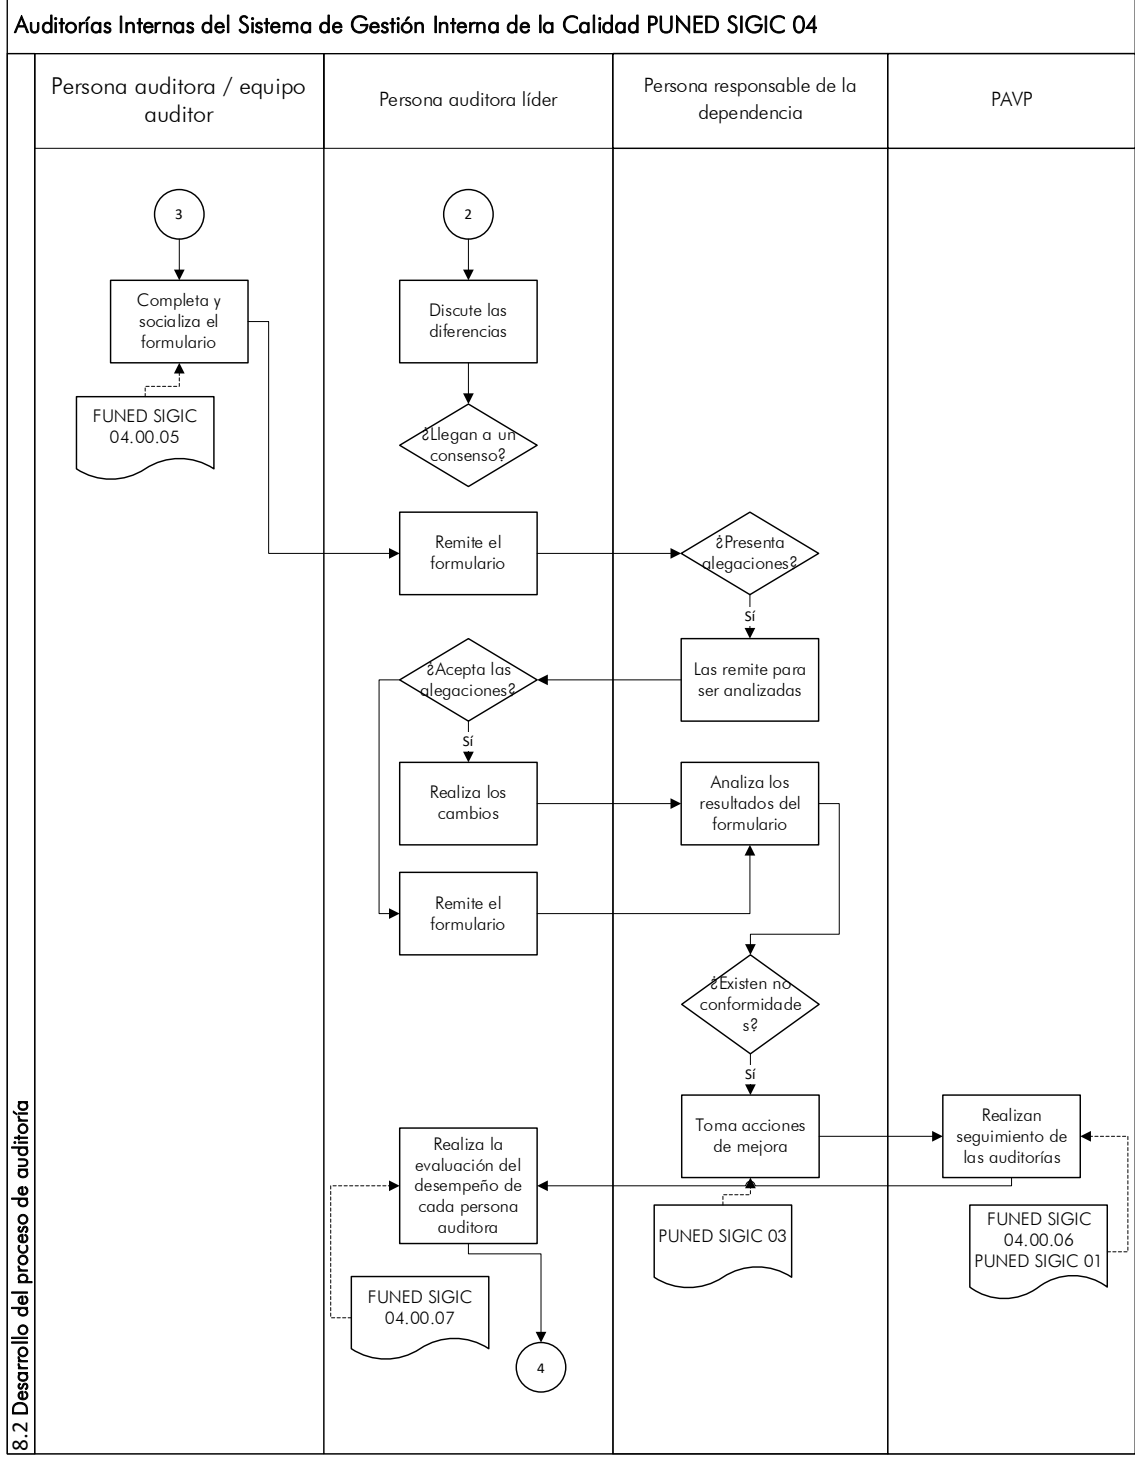 Auditorías Internas del Sistema de Gestión Interna de la Calidad PUNED SIGIC 04
8.2 Desarrollo del proceso de auditoría
Persona auditora / equipo
auditor
Persona auditora líder
Persona responsable de la
dependencia
PAVP
3
2
Completa y
socializa el
formulario
Discute las
diferencias
FUNED SIGIC
04.00.05
¿Llegan a un
consenso?
Remite el
formulario
¿Presenta
alegaciones?
Sí
¿Acepta las
alegaciones?
Las remite para
ser analizadas
Sí
Realiza los
cambios
Analiza los
resultados del
formulario
Remite el
formulario
¿Existen no
conformidade
s?
Sí
Toma acciones
de mejora
Realizan
seguimiento de
las auditorías
Realiza la
evaluación del
desempeño de
cada persona
auditora
PUNED SIGIC 03
FUNED SIGIC
04.00.06
PUNED SIGIC 01
FUNED SIGIC
04.00.07
4